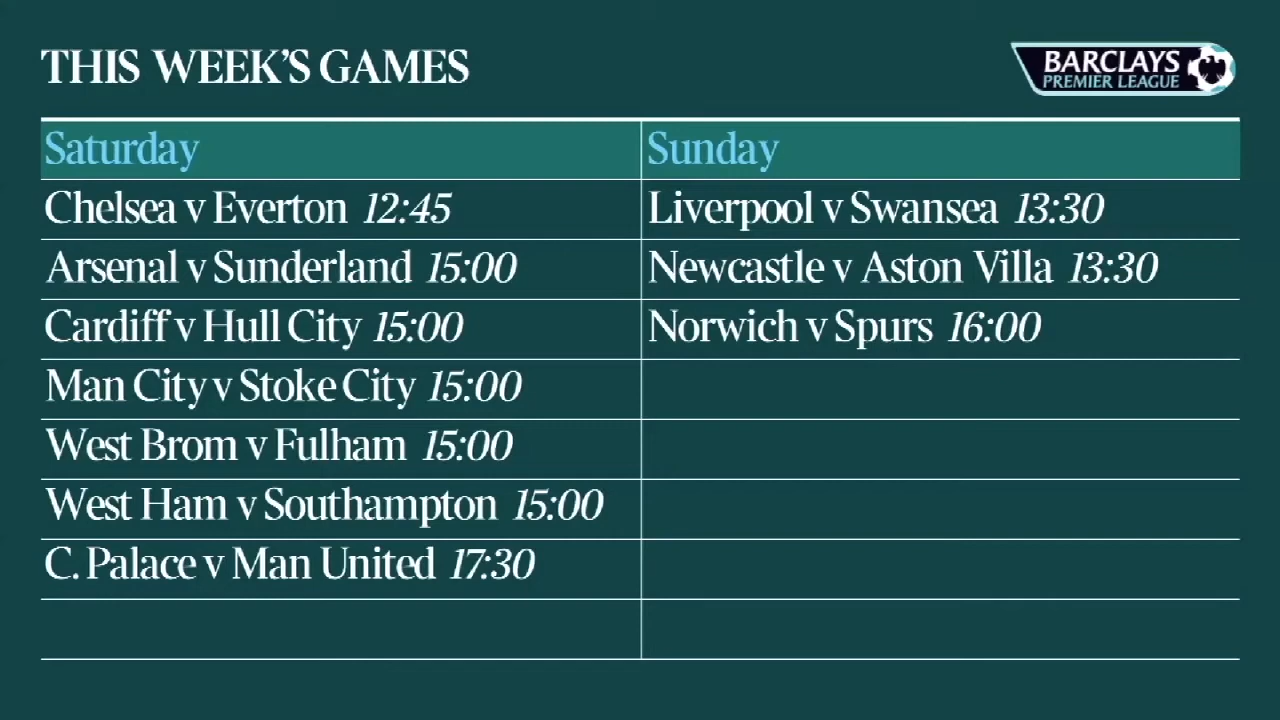 THIS WEEK'S GAMES
BARCLAYS
PREMIER LEAGUE
Saturday
Sunday
Chelsea v Everton 12:45
Liverpool v Swansea 13:30
Arsenal v Sunderland 15:00
Newcastle v Aston Villa 13:30
Cardiff v Hull City 15:00
Norwich v Spurs 16:00
Man City v Stoke City 15:00
West Brom v Fulham 15:00
West Ham v Southampton 15:00
C. Palace v Man United 17:30